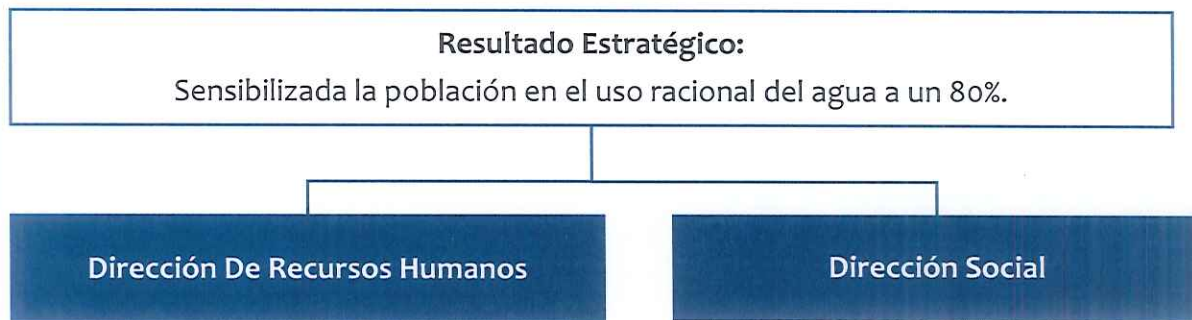 Resultado Estratégico:
Sensibilizada la población en el uso racional del agua a un 80%.
Dirección De Recursos Humanos
Dirección Social